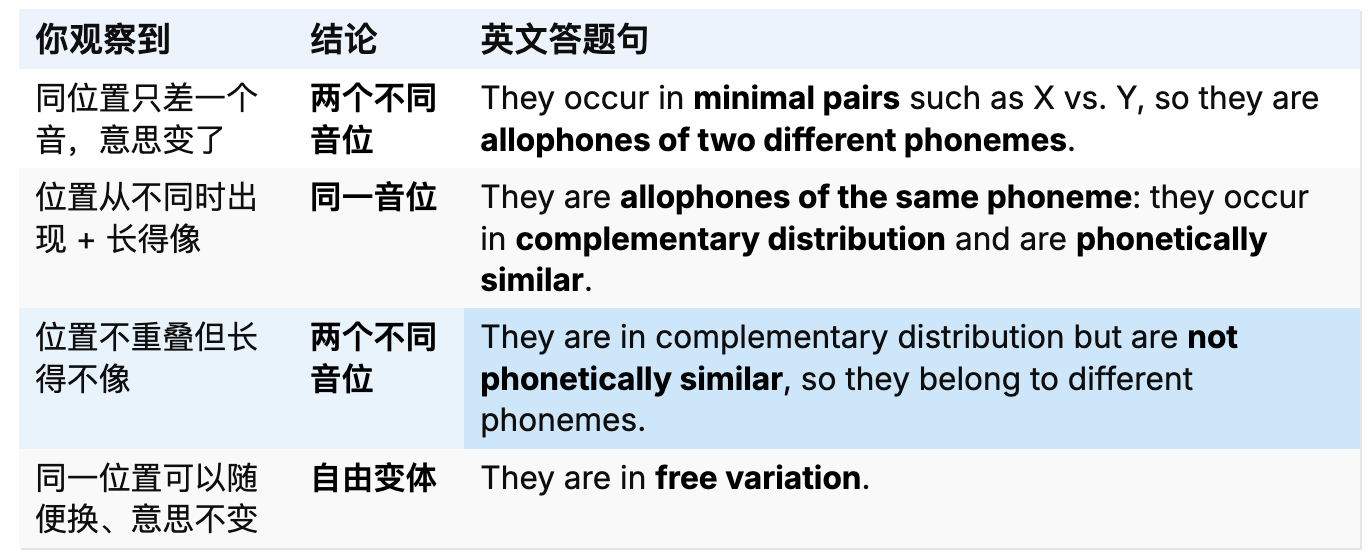 你观察到 结论 英文答题句
同位置只差一个
音，意思变了
两个不同
音位
They occur in minimal pairs such as X vs. Y, so they are
allophones of two different phonemes.
位置从不同时出
现 + 长得像
同一音位
They are allophones of the same phoneme: they occur
in complementary distribution and are phonetically
similar.
位置不重叠但长
得不像
两个不同
音位
They are in complementary distribution but are not
phonetically similar, so they belong to different
phonemes.
同一位置可以随
便换、意思不变
自由变体
They are in free variation.